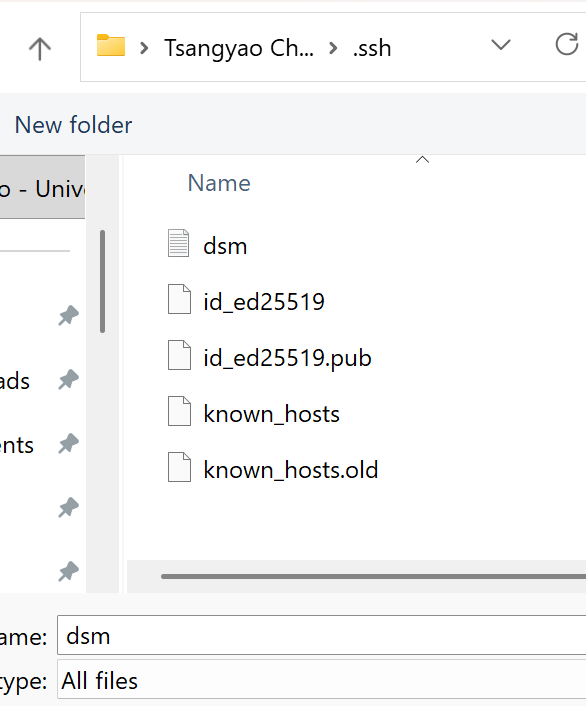 Tsangyao Ch... > .ssh
New folder
o - Unive
Name
dsm
id_ed25519
id_ed25519.pub
ads
known_hosts
ents
known_hosts.old
ame: dsm
type: All files